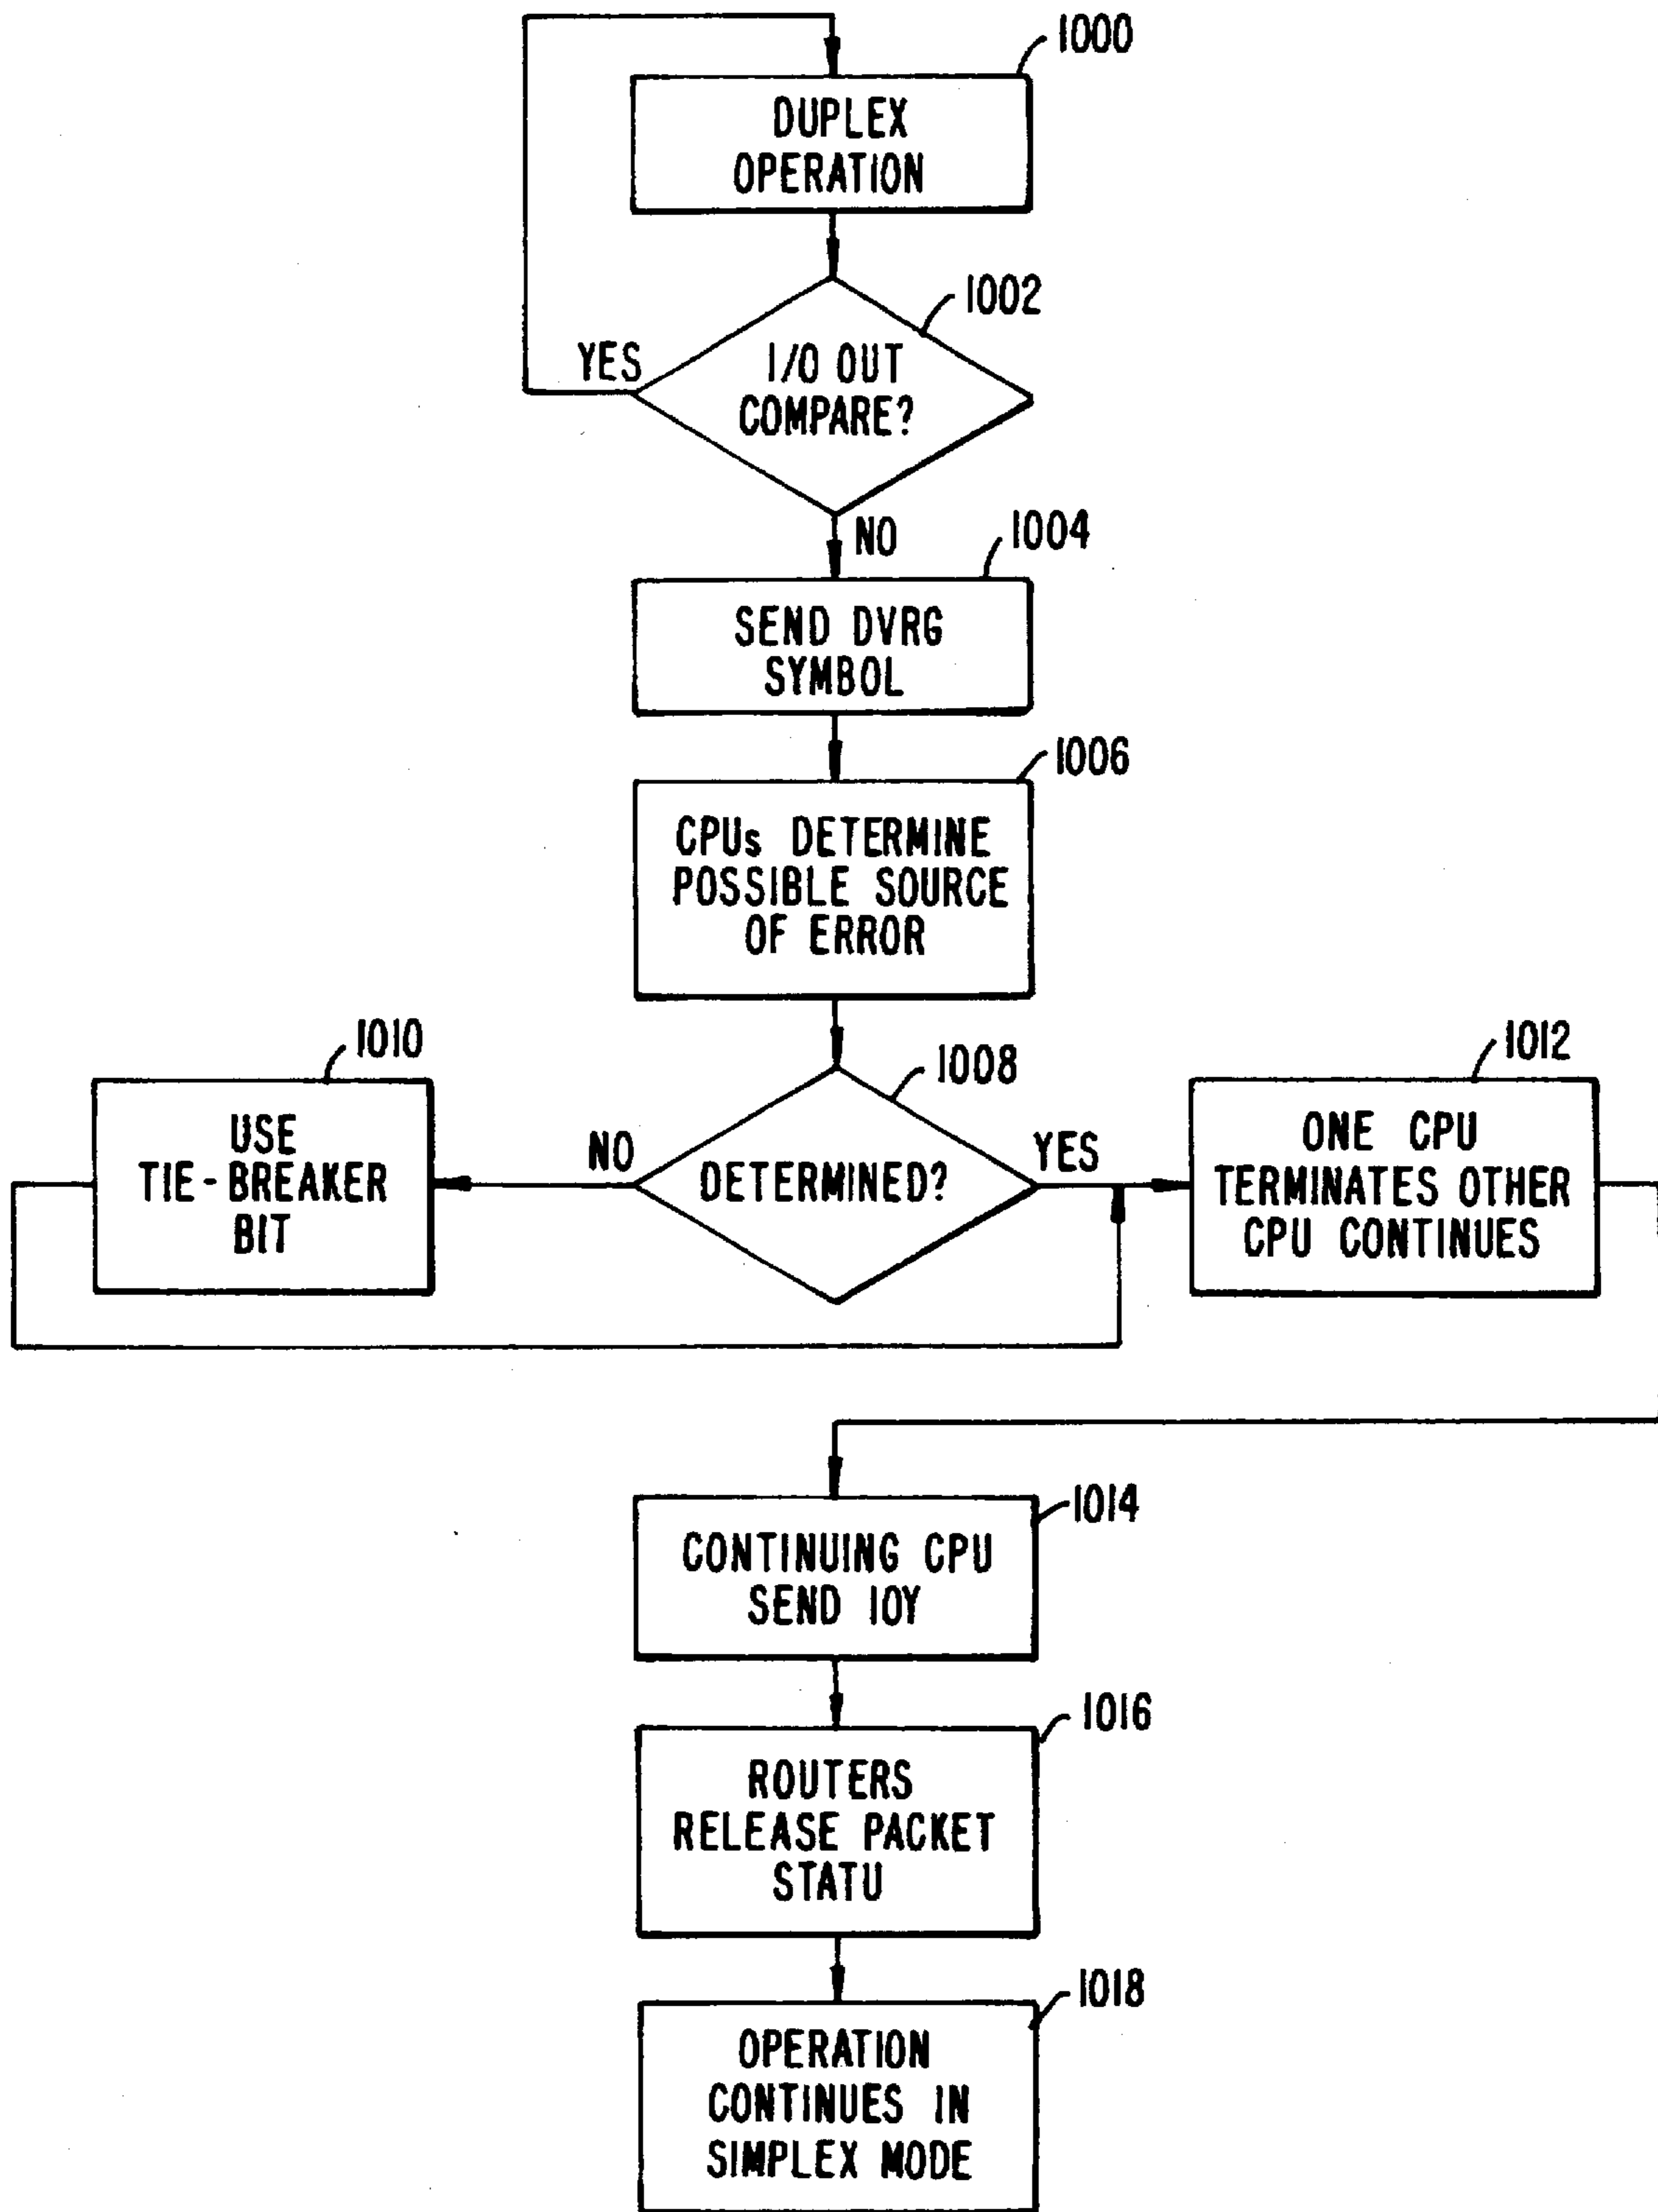 1000
DUPLEX
OPERATION
1002
YES
I/O OUT
COMPARE?
NO
1004
SEND DVRG
SYMBOL
1006
CPUs DETERMINE
POSSIBLE SOURCE
OF ERROR
1010
USE
TIE-BREAKER
BIT
1008
NO
DETERMINED?
YES
1012
ONE CPU
TERMINATES OTHER
CPU CONTINUES
1014
CONTINUING CPU
SEND IOY
1016
ROUTERS
RELEASE PACKET
STATU
1018
OPERATION
CONTINUES IN
SIMPLEX MODE